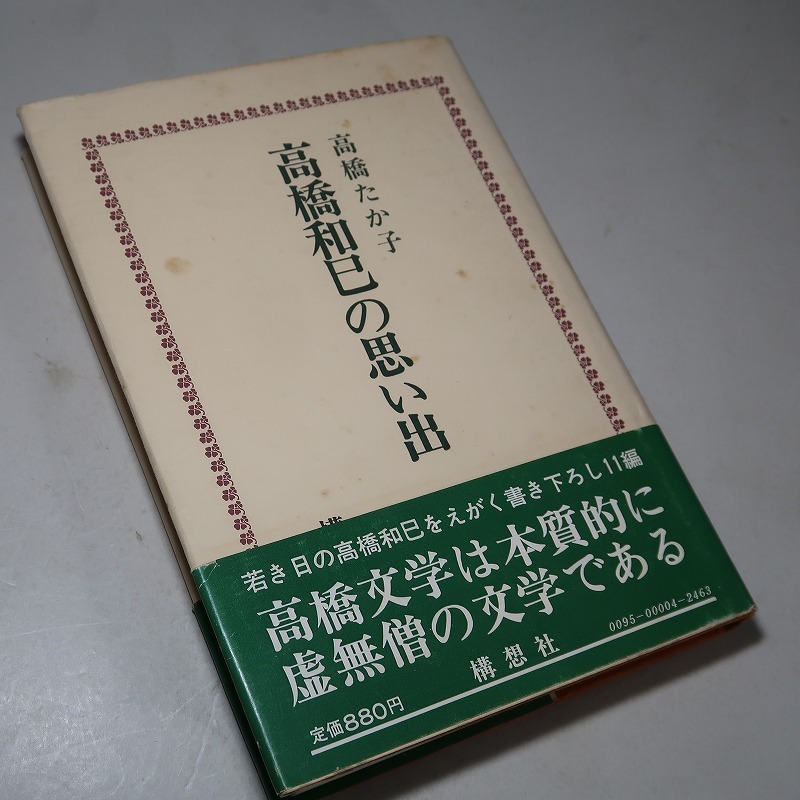 高橋たか子
高橋和巳の思い出
若き日の高橋和巳をえがく書き下ろし11編
高橋文学は本質的に
虚無僧の文学である
構想社
0095-00004-2463
定価880円